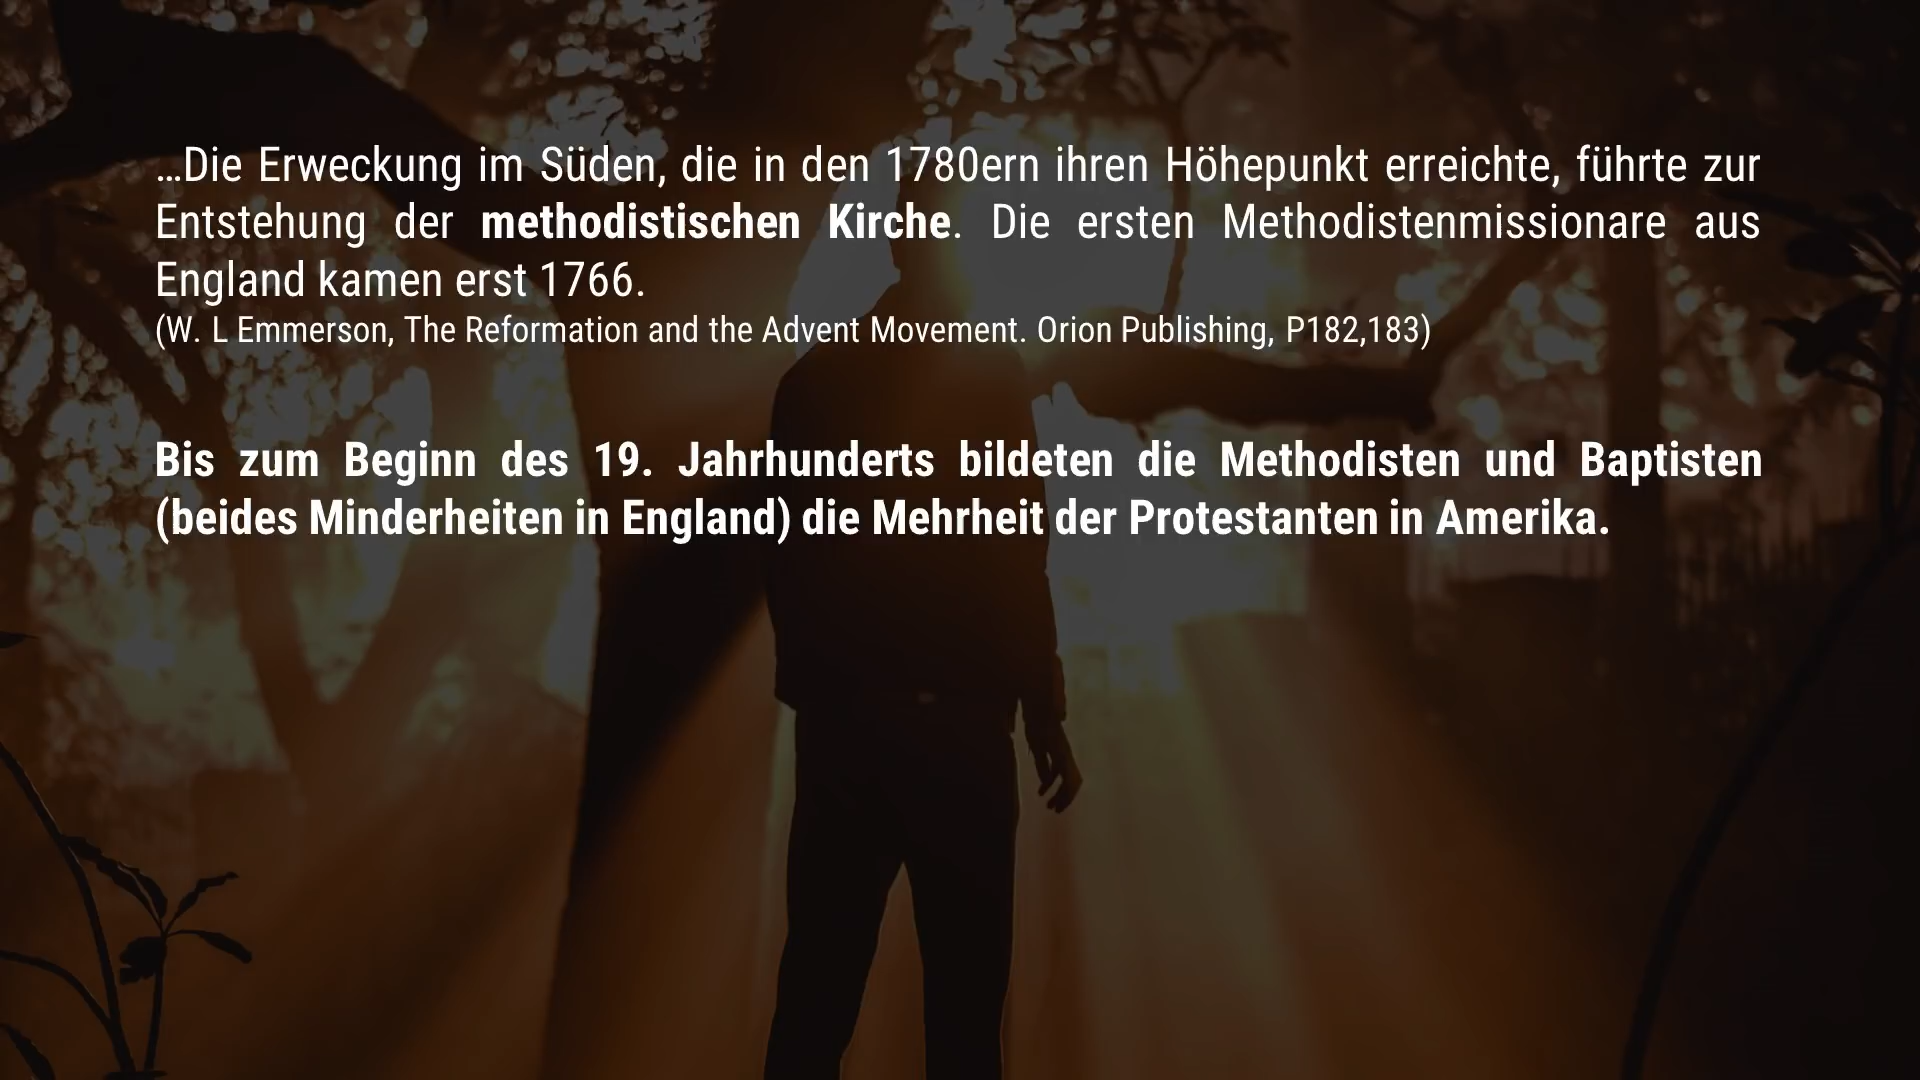 …Die Erweckung im Süden, die in den 1780ern ihren Höhepunkt erreichte, führte zur
Entstehung der methodistischen Kirche. Die ersten Methodistenmissionare aus
England kamen erst 1766.
(W. L Emmerson, The Reformation and the Advent Movement. Orion Publishing, P182,183)
Bis zum Beginn des 19. Jahrhunderts bildeten die Methodisten und Baptisten
(beides Minderheiten in England) die Mehrheit der Protestanten in Amerika.